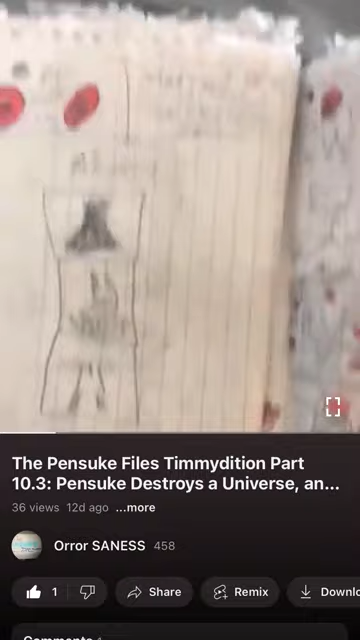 The Pensuke Files Timmydition Part
10.3: Pensuke Destroys a Universe, an...
36 views 12d ago ...more
Orror SANESS 458
1 Share Remix Downlo
Comments